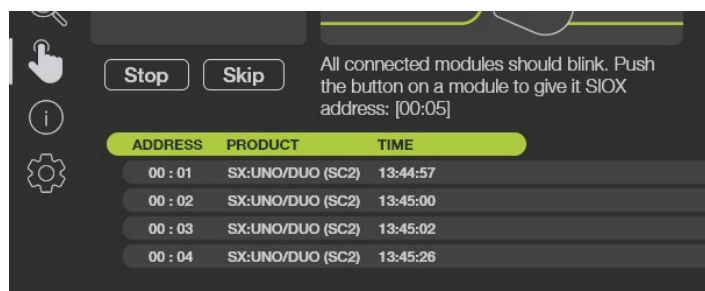 Stop Skip
All connected modules should blink. Push
the button on a module to give it SIOX
address: [00:05]
ADDRESS PRODUCT TIME
00 : 01 SX:UNO/DUO (SC2) 13:44:57
00 : 02 SX:UNO/DUO (SC2) 13:45:00
00 : 03 SX:UNO/DUO (SC2) 13:45:02
00 : 04 SX:UNO/DUO (SC2) 13:45:26